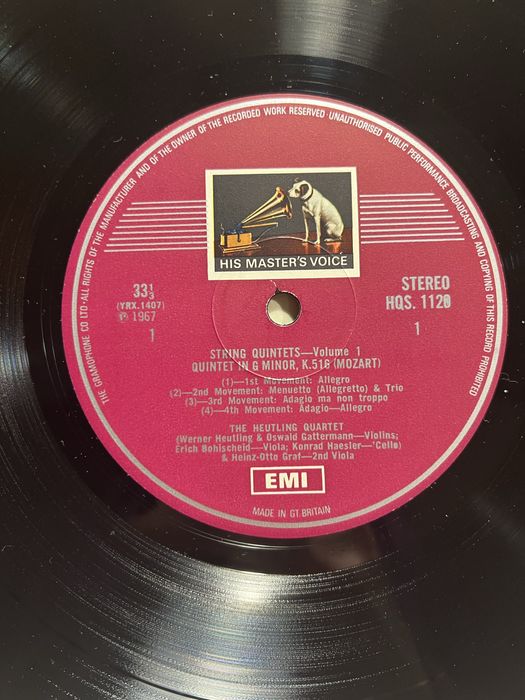 THE GRAMOPHONE CO LTD·ALL RIGHTS OF THE MANUFACTURER AND OF THE OWNER OF THE RECORDED WORK RESERVED·UNAUTHORISED PUBLIC PERFORMANCE BROADCASTING AND COPYING OF THIS RECORD PROHIBITED
HIS MASTER'S VOICE
33⅓
(YRX.1407)
℗ 1967
1
STEREO
HQS. 1120
1
STRING QUINTETS—Volume 1
QUINTET IN G MINOR, K.516 (MOZART)
(1)—1st Movement: Allegro
(2)—2nd Movement: Menuetto (Allegretto) & Trio
(3)—3rd Movement: Adagio ma non troppo
(4)—4th Movement: Adagio—Allegro
THE HEUTLING QUARTET
(Werner Heutling & Oswald Gattermann—Violins;
Erich Bohlscheid—Viola; Konrad Haesler—'Cello)
& Heinz-Otto Graf—2nd Viola
EMI
MADE IN GT. BRITAIN